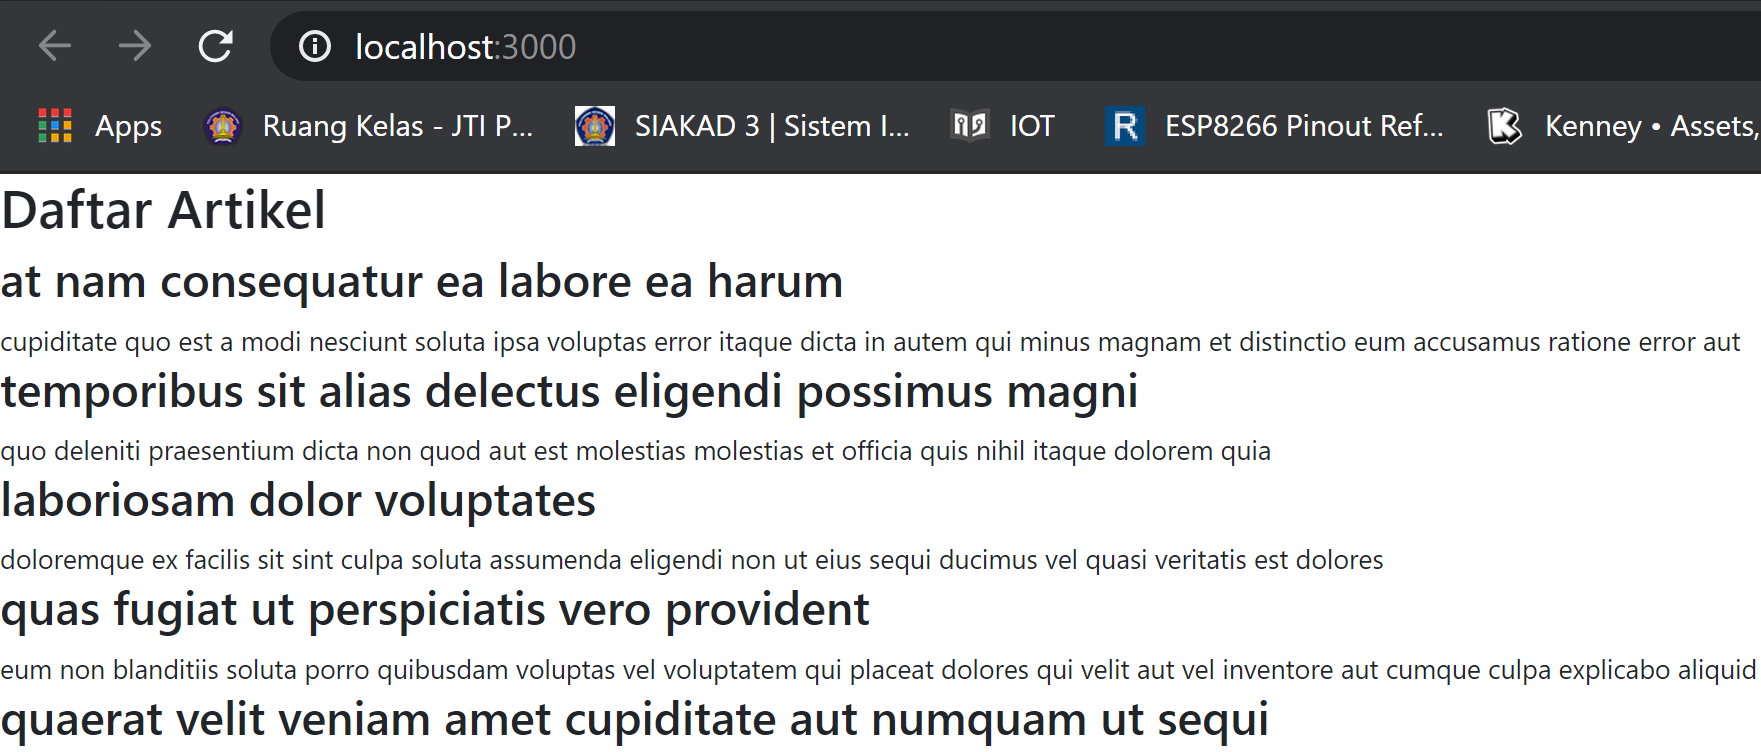 localhost:3000
Apps Ruang Kelas - JTI P... SIAKAD 3 | Sistem I... IOT R ESP8266 Pinout Ref... K Kenney • Assets,
Daftar Artikel
at nam consequatur ea labore ea harum
cupiditate quo est a modi nesciunt soluta ipsa voluptas error itaque dicta in autem qui minus magnam et distinctio eum accusamus ratione error aut
temporibus sit alias delectus eligendi possimus magni
quo deleniti praesentium dicta non quod aut est molestias molestias et officia quis nihil itaque dolorem quia
laboriosam dolor voluptates
doloremque ex facilis sit sint culpa soluta assumenda eligendi non ut eius sequi ducimus vel quasi veritatis est dolores
quas fugiat ut perspiciatis vero provident
eum non blanditiis soluta porro quibusdam voluptas vel voluptatem qui placeat dolores qui velit aut vel inventore aut cumque culpa explicabo aliquid
quaerat velit veniam amet cupiditate aut numquam ut sequi